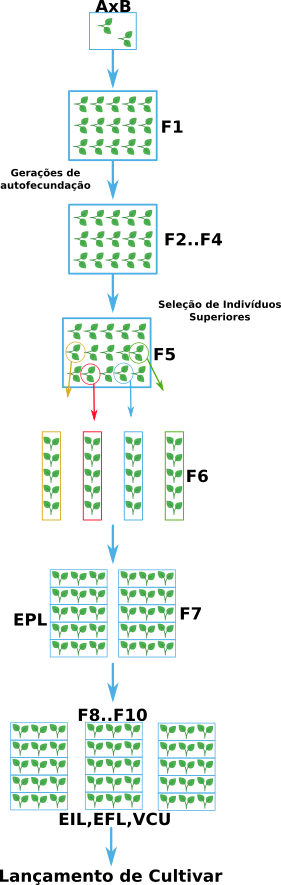 AxB
F1
Gerações de
autofecundação
F2..F4
Seleção de Indivíduos
Superiores
F5
F6
EPL
F7
F8..F10
EIL,EFL,VCU
Lançamento de Cultivar